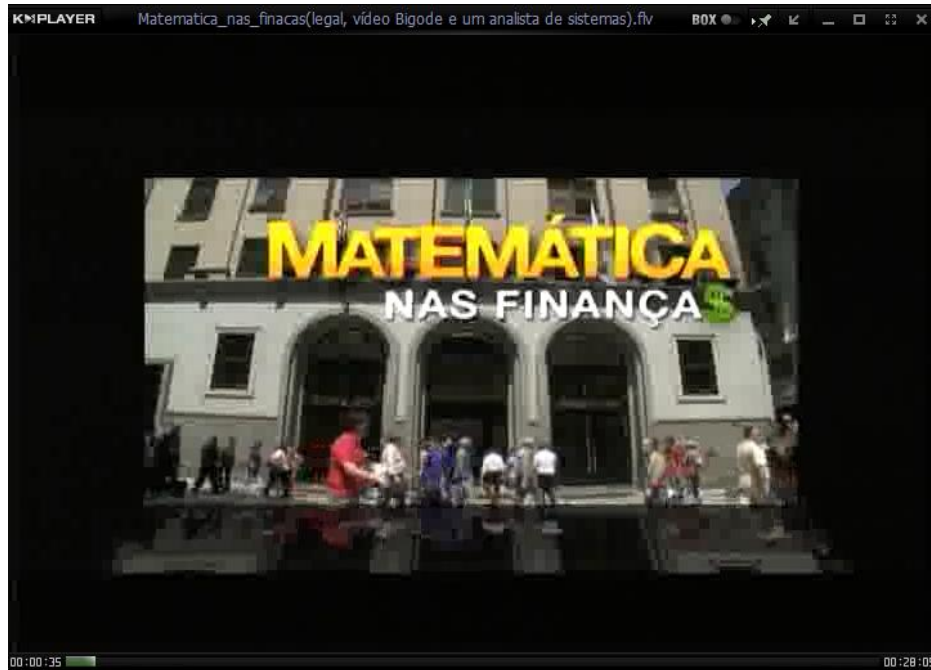 KMPLAYER Matematica_nas_finacas(legal, vídeo Bigode e um analista de sistemas).flv BOX
MATEMÁTICA
NAS FINANÇA$
00:00:35 00:28:05